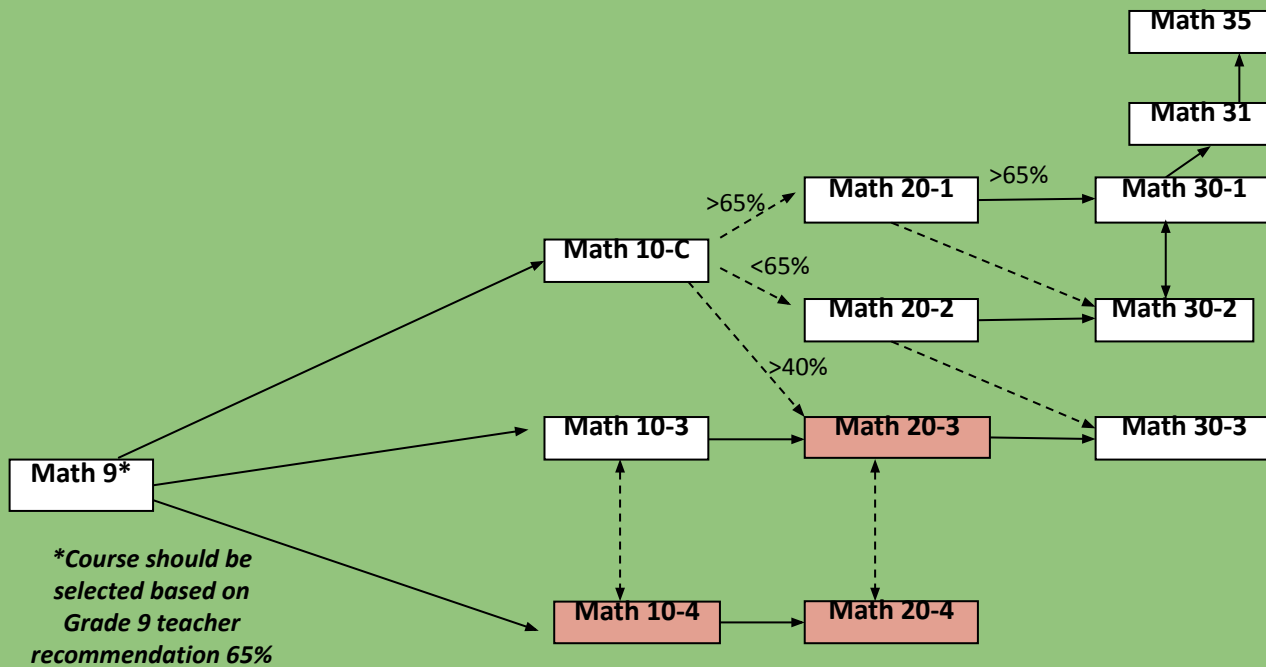 Math 35
Math 31
>65%
Math 20-1
Math 30-1
>65%
Math 10-C
<65%
Math 20-2
Math 30-2
>40%
Math 10-3
Math 20-3
Math 30-3
Math 9*
*Course should be
selected based on
Grade 9 teacher
recommendation 65%
Math 10-4
Math 20-4